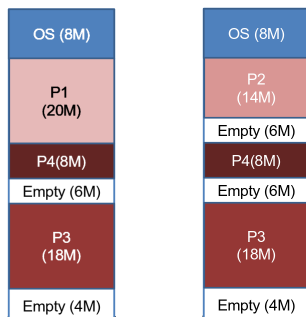 OS (8M)
P1
(20M)
P4(8M)
Empty (6M)
P3
(18M)
Empty (4M)
OS (8M)
P2
(14M)
Empty (6M)
P4(8M)
Empty (6M)
P3
(18M)
Empty (4M)